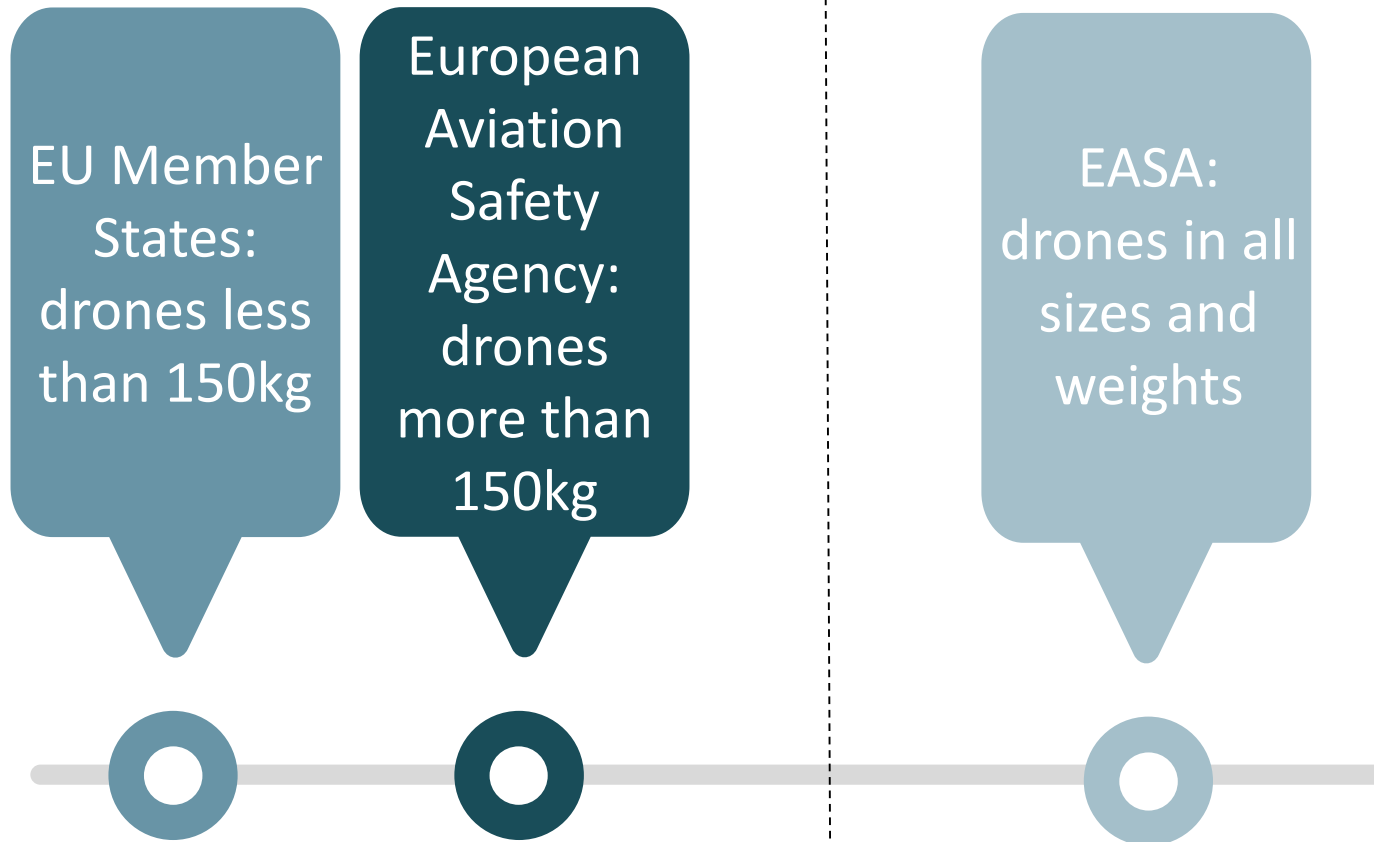 EU Member
States:
drones less
than 150kg
European
Aviation
Safety
Agency:
drones
more than
150kg
EASA:
drones in all
sizes and
weights